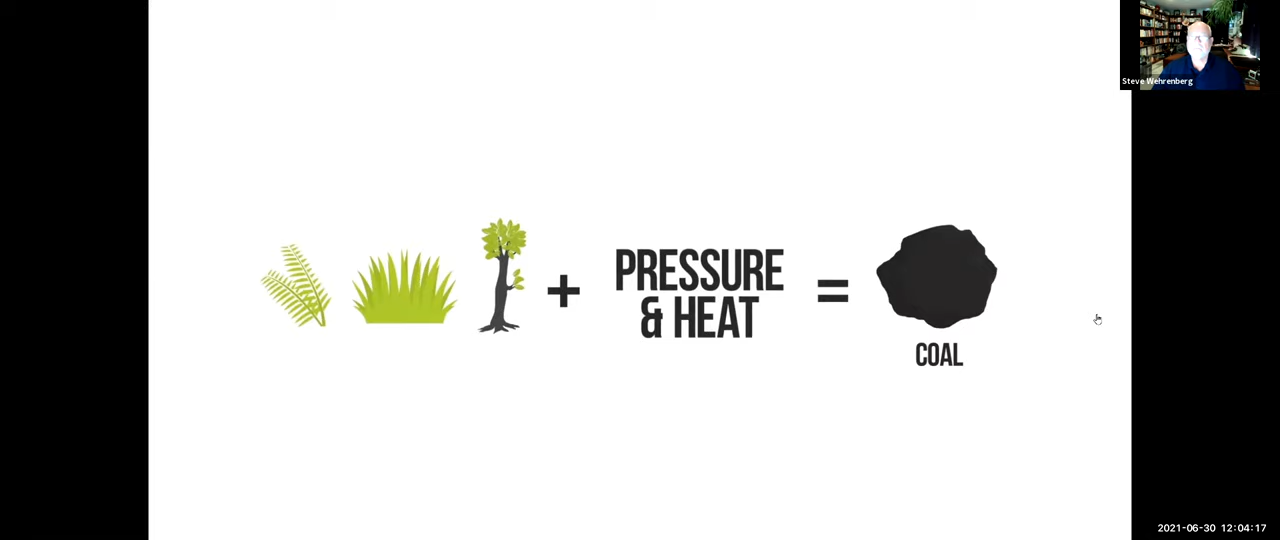 Steve Wehrenberg
+ PRESSURE =
& HEAT
COAL
2021-06-30 12:04:17